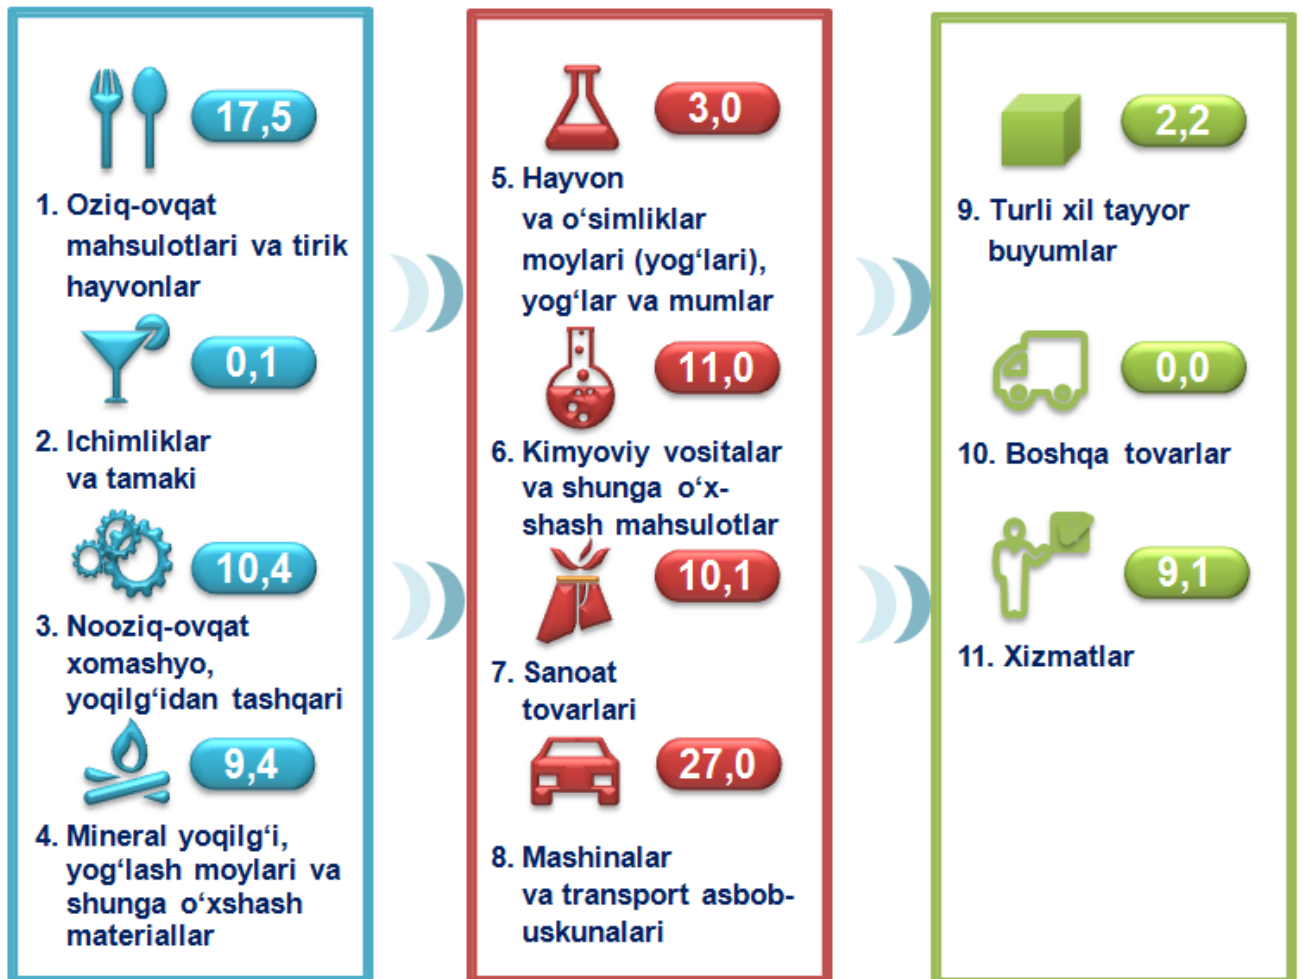 17,5
1. Oziq-ovqat
mahsulotlari va tirik
hayvonlar
0,1
2. Ichimliklar
va tamaki
10,4
3. Nooziq-ovqat
xomashyo,
yoqilg‘idan tashqari
9,4
4. Mineral yoqilg‘i,
yog‘lash moylari va
shunga o‘xshash
materiallar
3,0
5. Hayvon
va o‘simliklar
moylari (yog‘lari),
yog‘lar va mumlar
11,0
6. Kimyoviy vositalar
va shunga o‘x-
shash mahsulotlar
10,1
7. Sanoat
tovarlari
27,0
8. Mashinalar
va transport asbob-
uskunalari
2,2
9. Turli xil tayyor
buyumlar
0,0
10. Boshqa tovarlar
9,1
11. Xizmatlar